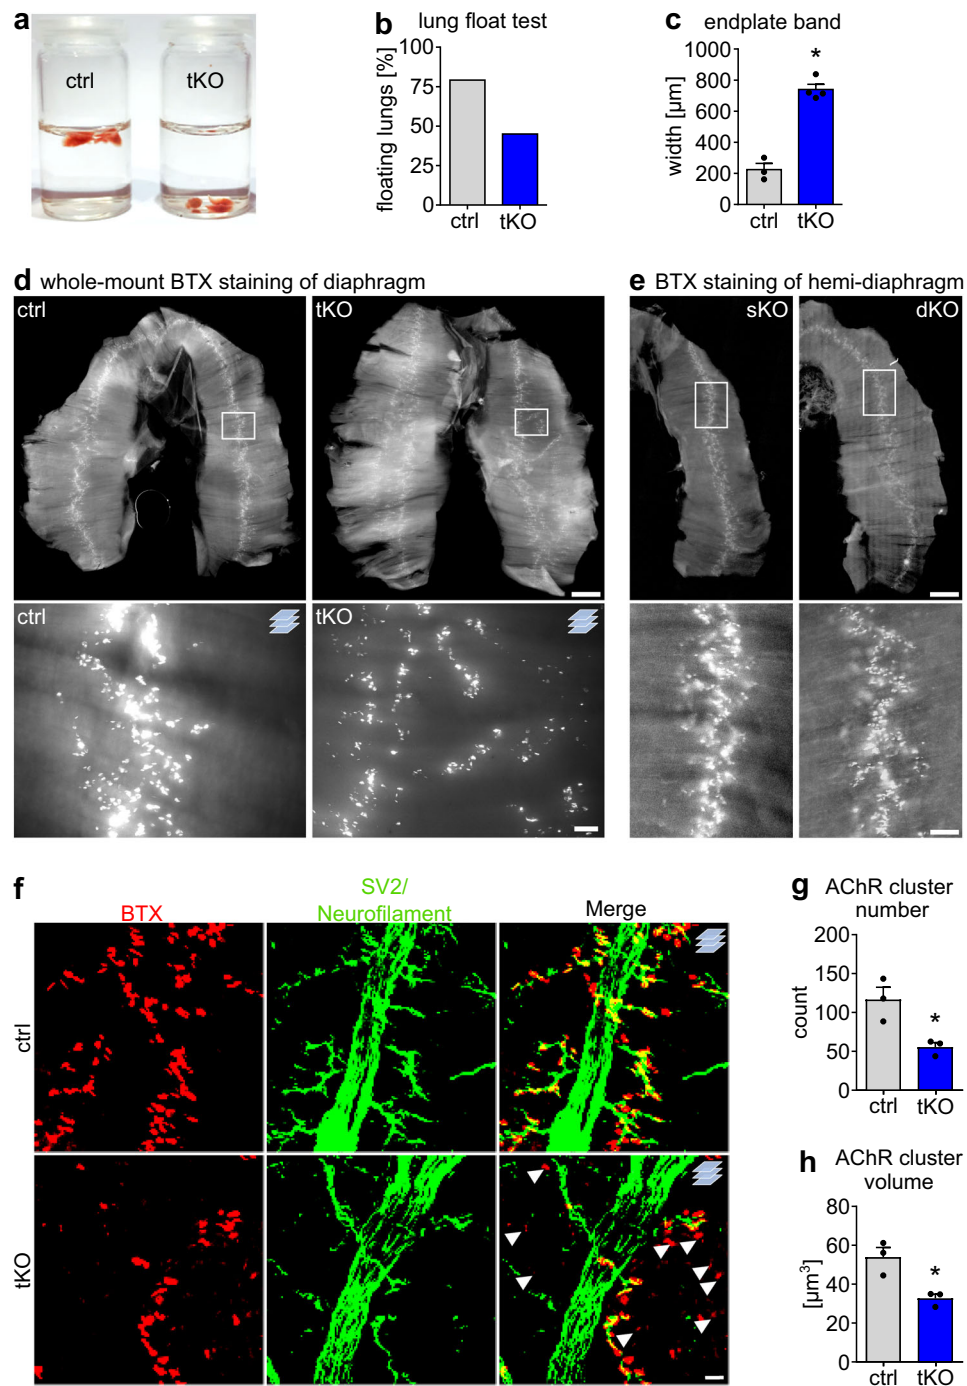 a
ctrl
tKO
b
lung float test
floating lungs [%]
100
75
50
25
0
ctrl
tKO
c
endplate band
width [µm]
1000
800
600
400
200
0
*
ctrl
tKO
d whole-mount BTX staining of diaphragm
ctrl
tKO
ctrl
tKO
e BTX staining of hemi-diaphragm
sKO
dKO
f
BTX
SV2/
Neurofilament
Merge
ctrl
tKO
g
AChR cluster
number
count
200
150
100
50
0
*
ctrl
tKO
h
AChR cluster
volume
[µm³]
80
60
40
20
0
*
ctrl
tKO